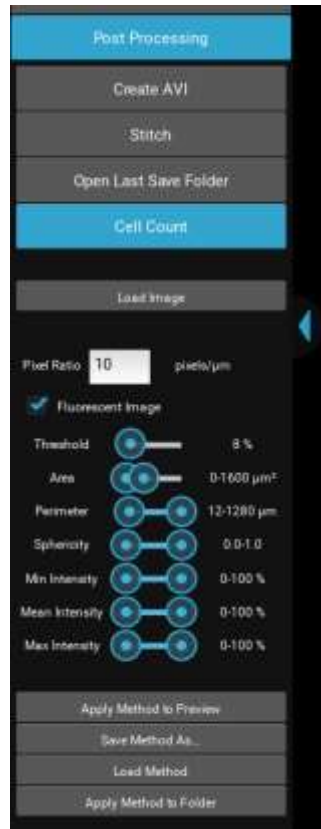 Post Processing
Create AVI
Stitch
Open Last Save Folder
Cell Count
Load Image
Pixel Ratio 10 pixels/µm
Fluorescent Image
Threshold 8 %
Area 0-1600 µm²
Perimeter 12-1280 µm
Sphericity 0.0-1.0
Min Intensity 0-100 %
Mean Intensity 0-100 %
Max Intensity 0-100 %
Apply Method to Preview
Save Method As...
Load Method
Apply Method to Folder